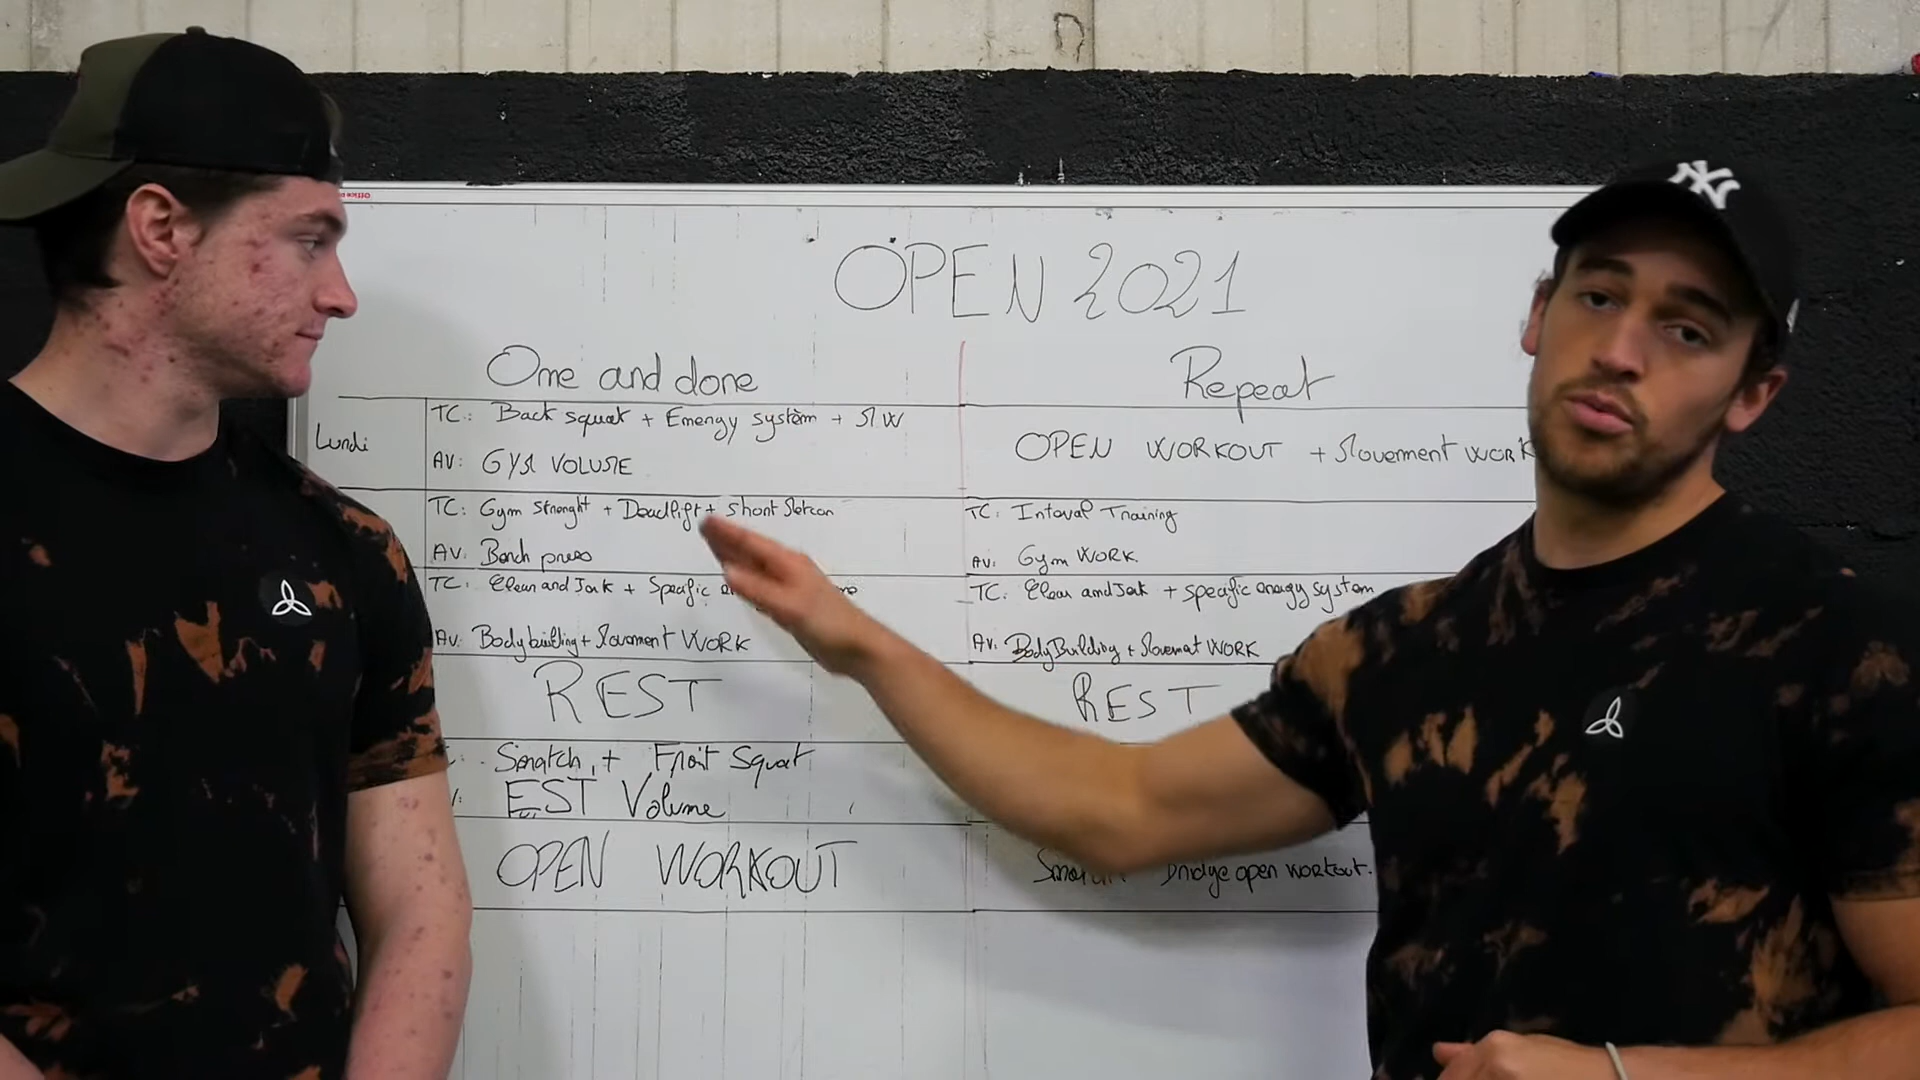 OPEN 2021
One and done
Repeat
Lundi
TC: Back squat + Energy system + M W
AV: GYM VOLUME
OPEN WORKOUT + Movement WORK
TC: Gym Strenght + Deadlift + short Metcon
AV: Bench press
TC: Interval Training
AV: Gym WORK
TC: Clean and Jerk + Specific
AV: Bodybuilding + Movement WORK
TC: Clean and Jerk + specific energy system
AV: BodyBuilding + Movemet WORK
REST
REST
Snatch + Front Squat
EST Volume
OPEN WORKOUT
Bridge open workout.
NY